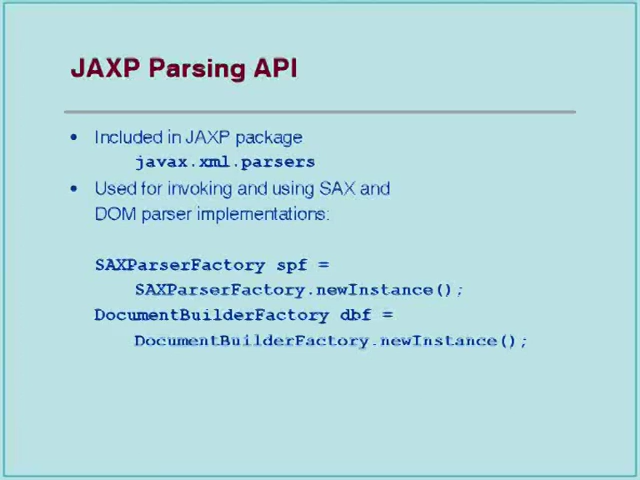 JAXP Parsing API
• Included in JAXP package
javax.xml.parsers
• Used for invoking and using SAX and
DOM parser implementations:
SAXParserFactory spf =
SAXParserFactory.newInstance();
DocumentBuilderFactory dbf =
DocumentBuilderFactory.newInstance();